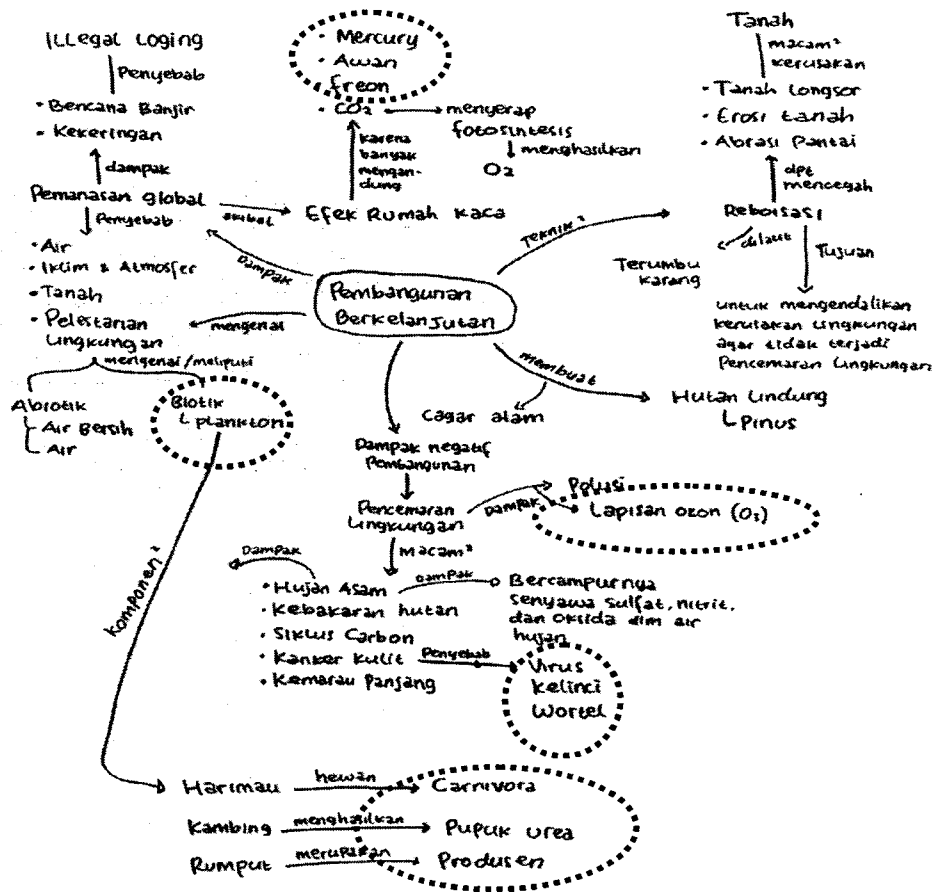 ILLegal Loging
Penyebab
• Bencana Banjir
• Kekeringan
dampak
Pemanasan global
Penyebab
• Air
• Iklim & Atmosfer
• Tanah
• Pelestarian
Lingkungan
mengenai/meliputi
Abiotik
Air Bersih
Air
Biotik
plankton
• Mercury
• Awan
• freon
• CO2
menyerap
fotosintesis
menghasilkan
O2
karena
banyak
mengan-
dung
akibat
Efek Rumah Kaca
Dampak
mengenai
Pembangunan
Berkelanjutan
Teknik²
Tanah
macam²
kerusakan
• Tanah Longsor
• Erosi tanah
• Abrasi Pantai
dpt
mencegah
Reboisasi
dilaut
Terumbu
karang
Tujuan
untuk mengendalikan
kerusakan lingkungan
agar tidak terjadi
Pencemaran lingkungan
membuat
Cagar alam
Hutan lindung
Pinus
Dampak negatif
Pembangunan
Pencemaran
Lingkungan
Dampak
Polusi
Lapisan ozon (O3)
Macam²
Dampak
• Hujan Asam
• Kebakaran hutan
• Siklus Carbon
• Kanker kulit
• Kemarau Panjang
Dampak
Bercampurnya
senyawa sulfat, nitrit,
dan Oksida dlm air
hujan
Penyebab
Virus
Kelinci
Wortel
Komponen²
Harimau
hewan
Carnivora
Kambing
menghasilkan
Pupuk urea
Rumput
merupakan
Produsen